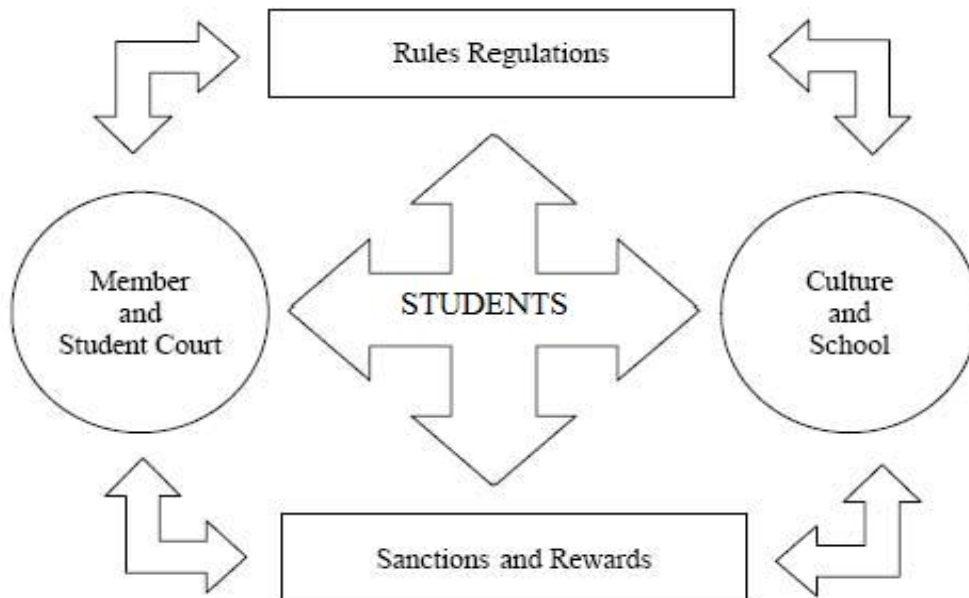 Rules Regulations
Member
and
Student Court
STUDENTS
Culture
and
School
Sanctions and Rewards